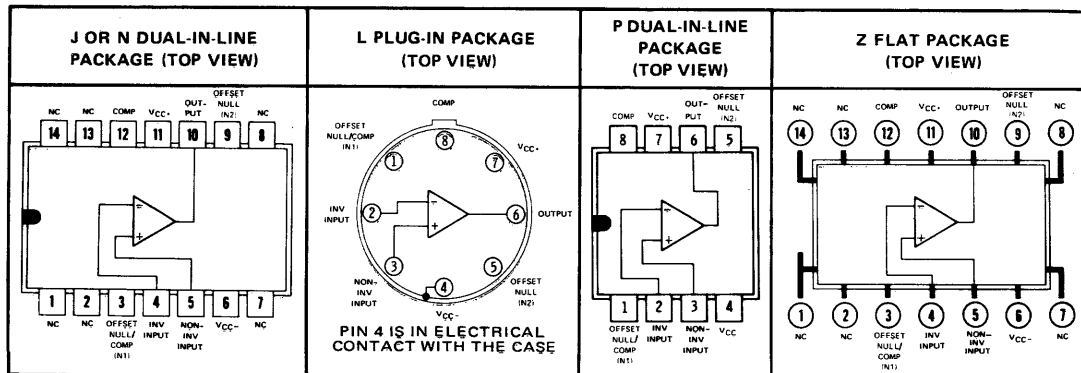 J OR N DUAL-IN-LINE
PACKAGE (TOP VIEW)
NC
NC
COMP
VCC+
OUT-
PUT
OFFSET
NULL
(N2)
NC
14
13
12
11
10
9
8
-
+
1
2
3
4
5
6
7
NC
NC
OFFSET
NULL/
COMP
(N1)
INV
INPUT
NON-
INV
INPUT
VCC-
NC
L PLUG-IN PACKAGE
(TOP VIEW)
COMP
OFFSET
NULL/COMP
(N1)
8
1
7
VCC+
INV
INPUT
2
-
+
6
OUTPUT
3
5
NON-
INV
INPUT
4
OFFSET
NULL
(N2)
VCC-
PIN 4 IS IN ELECTRICAL
CONTACT WITH THE CASE
P DUAL-IN-LINE
PACKAGE
(TOP VIEW)
COMP
VCC+
OUT-
PUT
OFFSET
NULL
(N2)
8
7
6
5
-
+
1
2
3
4
OFFSET
NULL/
COMP
(N1)
INV
INPUT
NON-
INV
INPUT
VCC
Z FLAT PACKAGE
(TOP VIEW)
NC
NC
COMP
VCC+
OUTPUT
OFFSET
NULL
(N2)
NC
14
13
12
11
10
9
8
-
+
1
2
3
4
5
6
7
NC
NC
OFFSET
NULL/
COMP
(N1)
INV
INPUT
NON-
INV INPUT
VCC-
NC